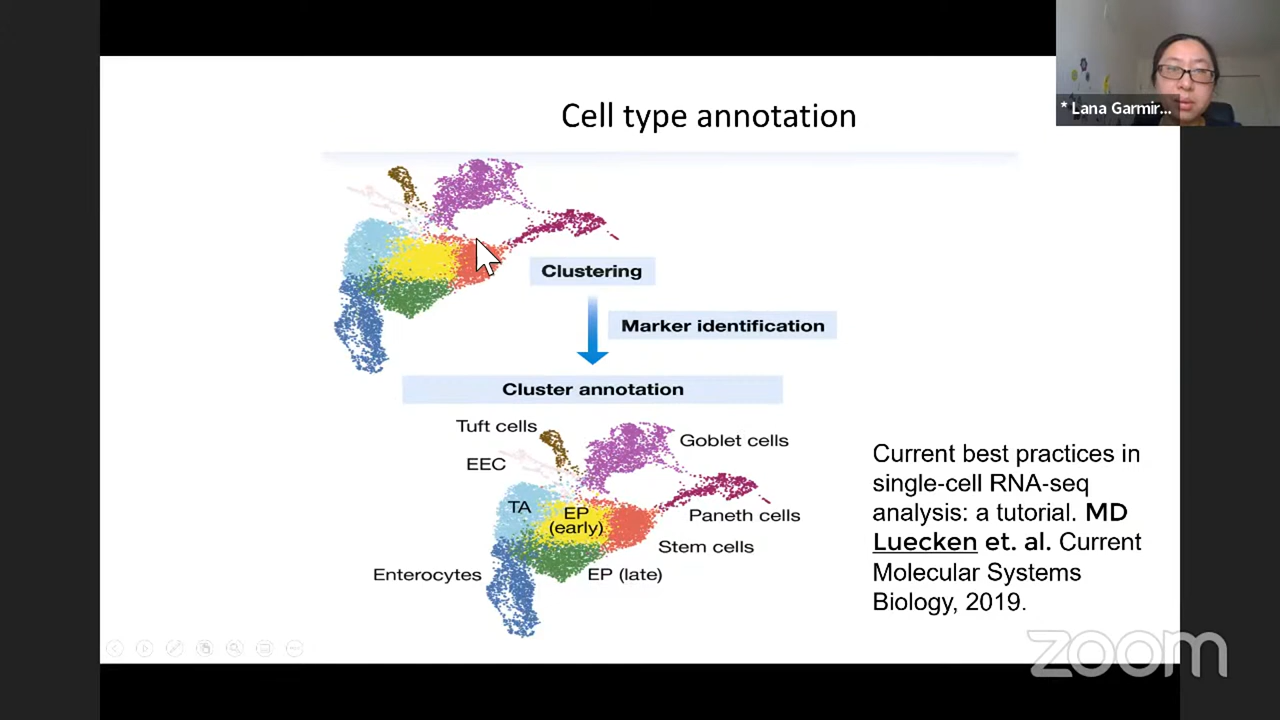 * Lana Garmir...
Cell type annotation
Clustering
Marker identification
Cluster annotation
Tuft cells
Goblet cells
EEC
TA
EP
(early)
Paneth cells
Stem cells
Enterocytes
EP (late)
Current best practices in
single-cell RNA-seq
analysis: a tutorial. MD
Luecken et. al. Current
Molecular Systems
Biology, 2019.
zoom